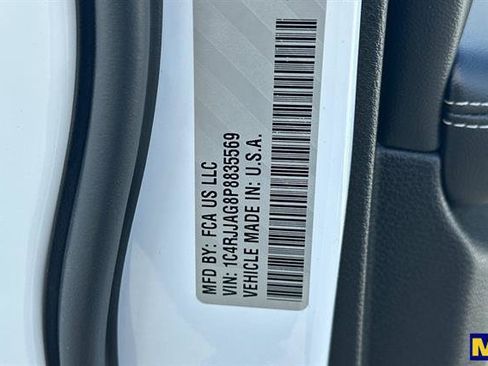 MFD BY: FCA US LLC
VIN: 1C4RJJAG8P8835569
VEHICLE MADE IN: U.S.A.
M